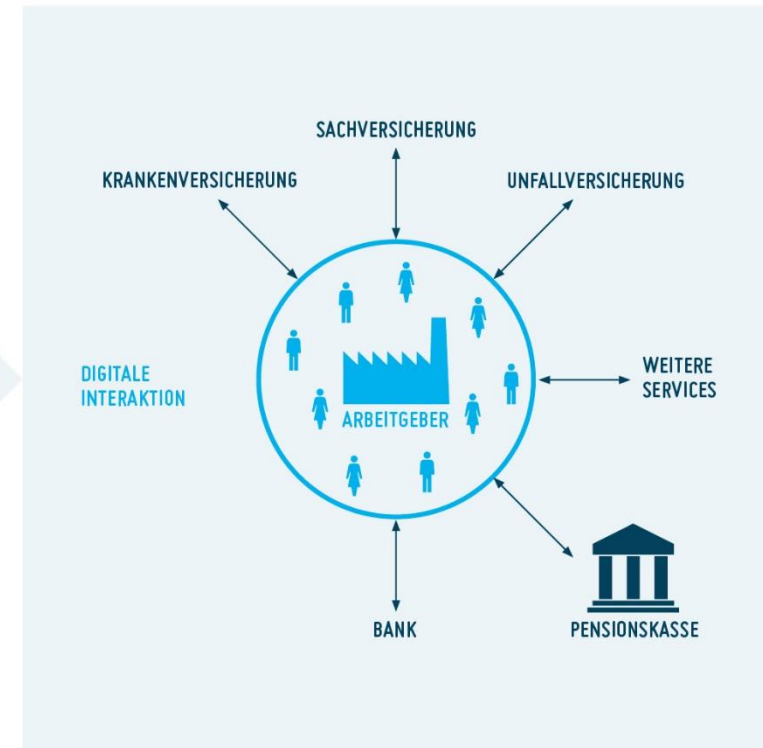 SACHVERSICHERUNG
KRANKENVERSICHERUNG
UNFALLVERSICHERUNG
DIGITALE
INTERAKTION
ARBEITGEBER
WEITERE
SERVICES
BANK
PENSIONSKASSE